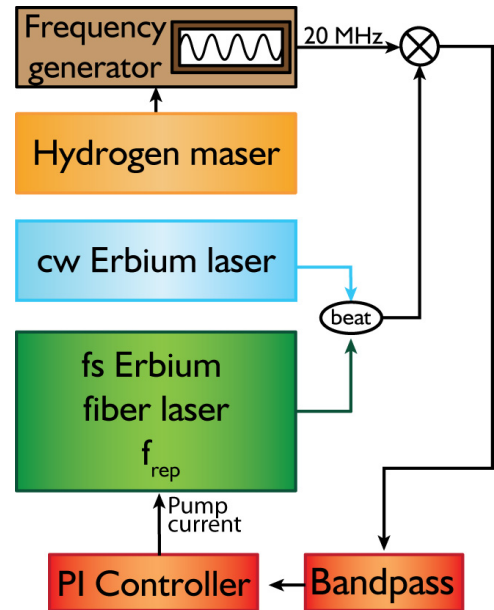 Frequency
generator
20 MHz
Hydrogen maser
cw Erbium laser
beat
fs Erbium
fiber laser
f_rep
Pump
current
PI Controller
Bandpass